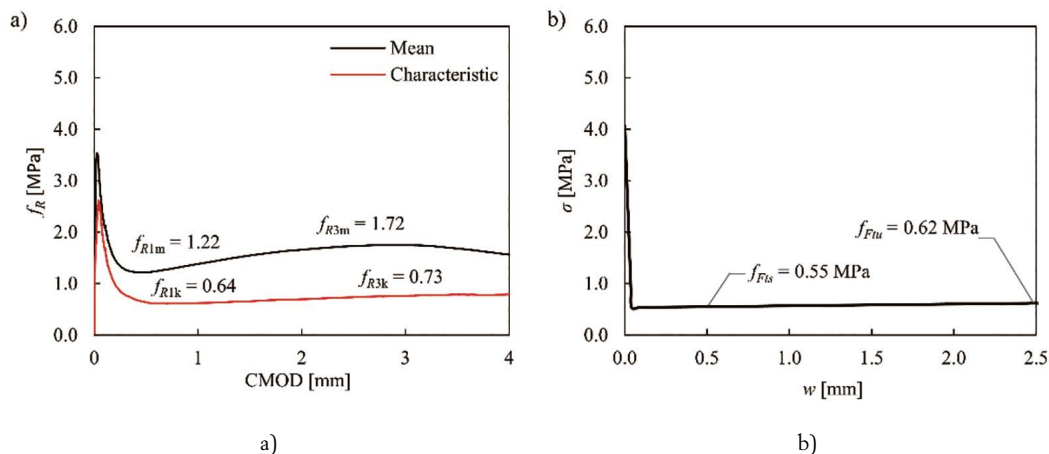 a)
6.0
5.0
4.0
3.0
2.0
1.0
0.0
f_R [MPa]
Mean
Characteristic
f_R1m = 1.22
f_R3m = 1.72
f_R1k = 0.64
f_R3k = 0.73
0
1
2
3
4
CMOD [mm]
a)
b)
6.0
5.0
4.0
3.0
2.0
1.0
0.0
σ [MPa]
f_Ftu = 0.62 MPa
f_Fts = 0.55 MPa
0.0
0.5
1.0
1.5
2.0
2.5
w [mm]
b)